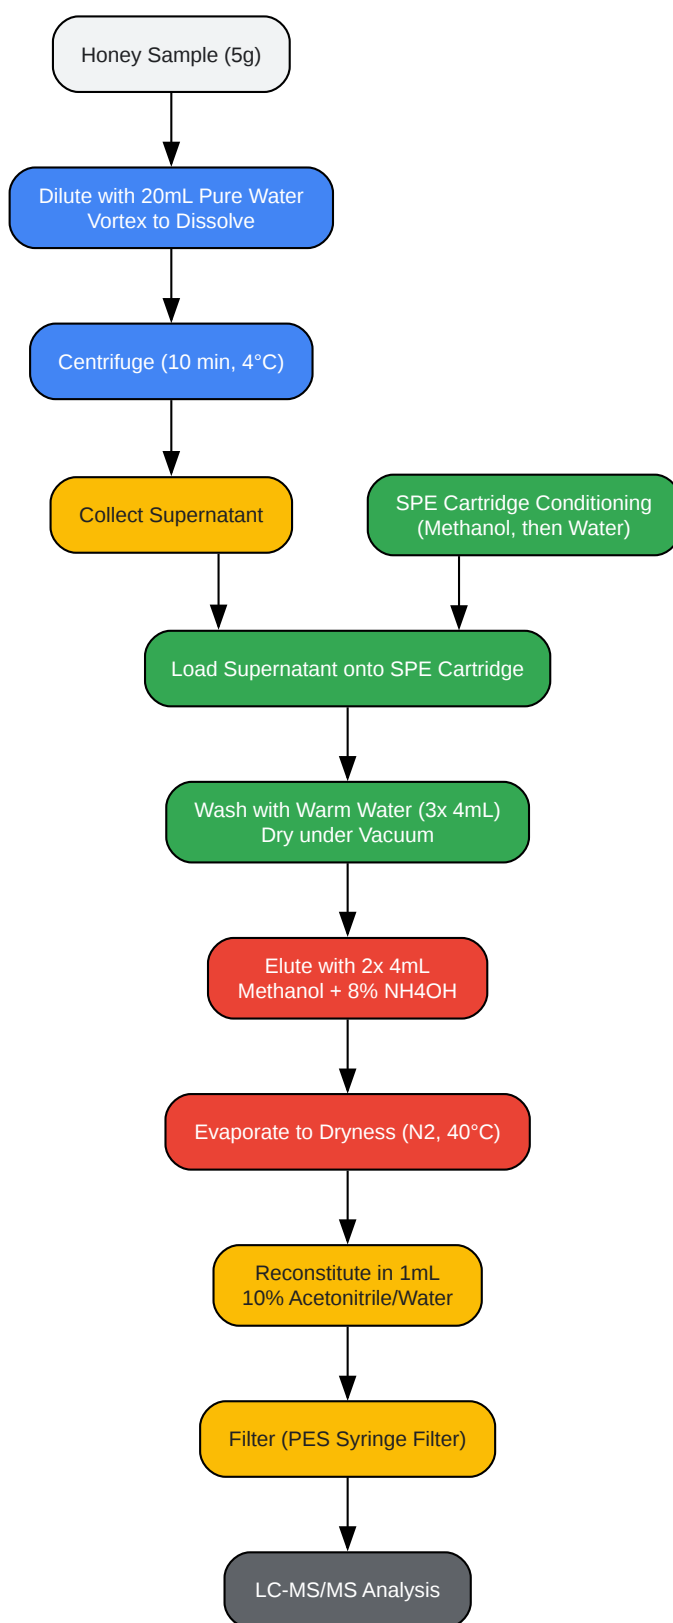 Honey Sample (5g)
Dilute with 20mL Pure Water
Vortex to Dissolve
Centrifuge (10 min, 4°C)
Collect Supernatant
SPE Cartridge Conditioning
(Methanol, then Water)
Load Supernatant onto SPE Cartridge
Wash with Warm Water (3x 4mL)
Dry under Vacuum
Elute with 2x 4mL
Methanol + 8% NH4OH
Evaporate to Dryness (N2, 40°C)
Reconstitute in 1mL
10% Acetonitrile/Water
Filter (PES Syringe Filter)
LC-MS/MS Analysis